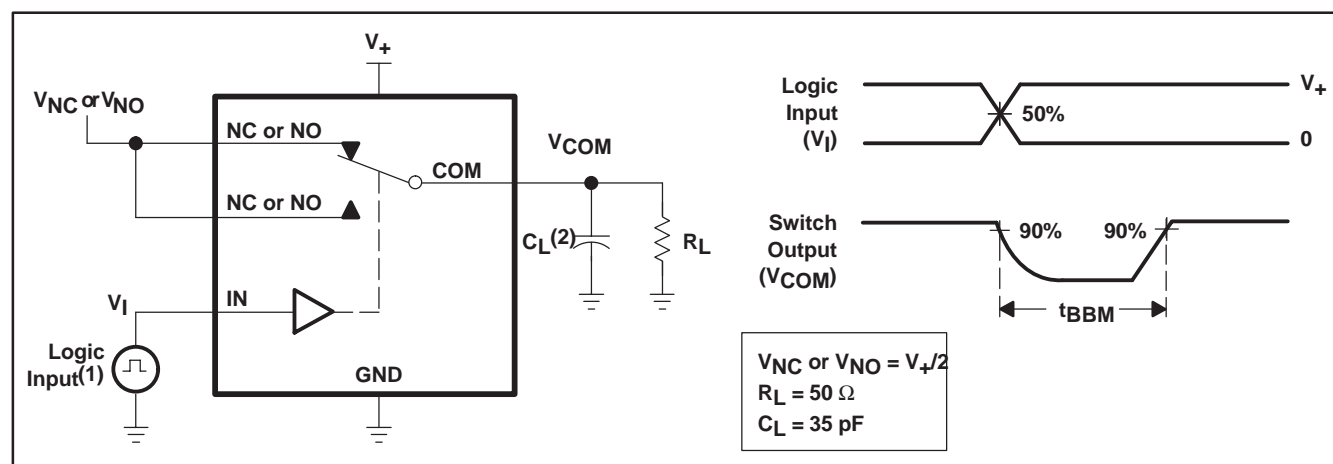 V+
VNC or VNO
NC or NO
VCOM
COM
NC or NO
CL(2)
RL
VI
IN
Logic
Input(1)
GND
Logic
Input
(VI)
50%
V+
0
Switch
Output
(VCOM)
90%
90%
tBBM
VNC or VNO = V+/2
RL = 50 Ω
CL = 35 pF